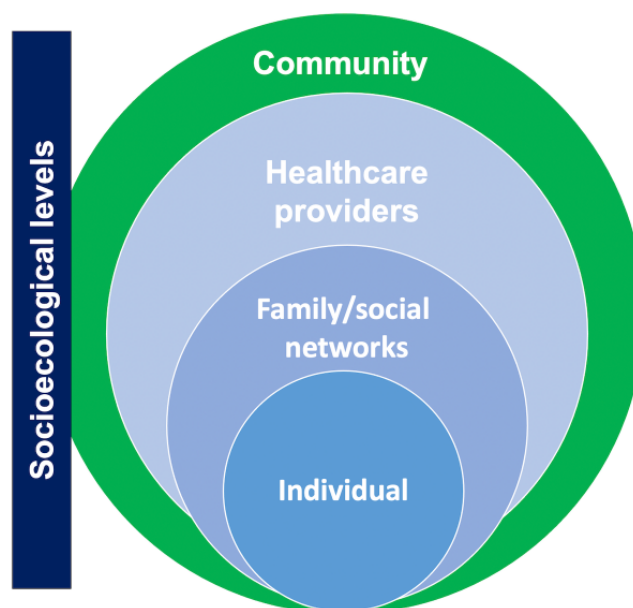 Socioecological levels
Community
Healthcare
providers
Family/social
networks
Individual